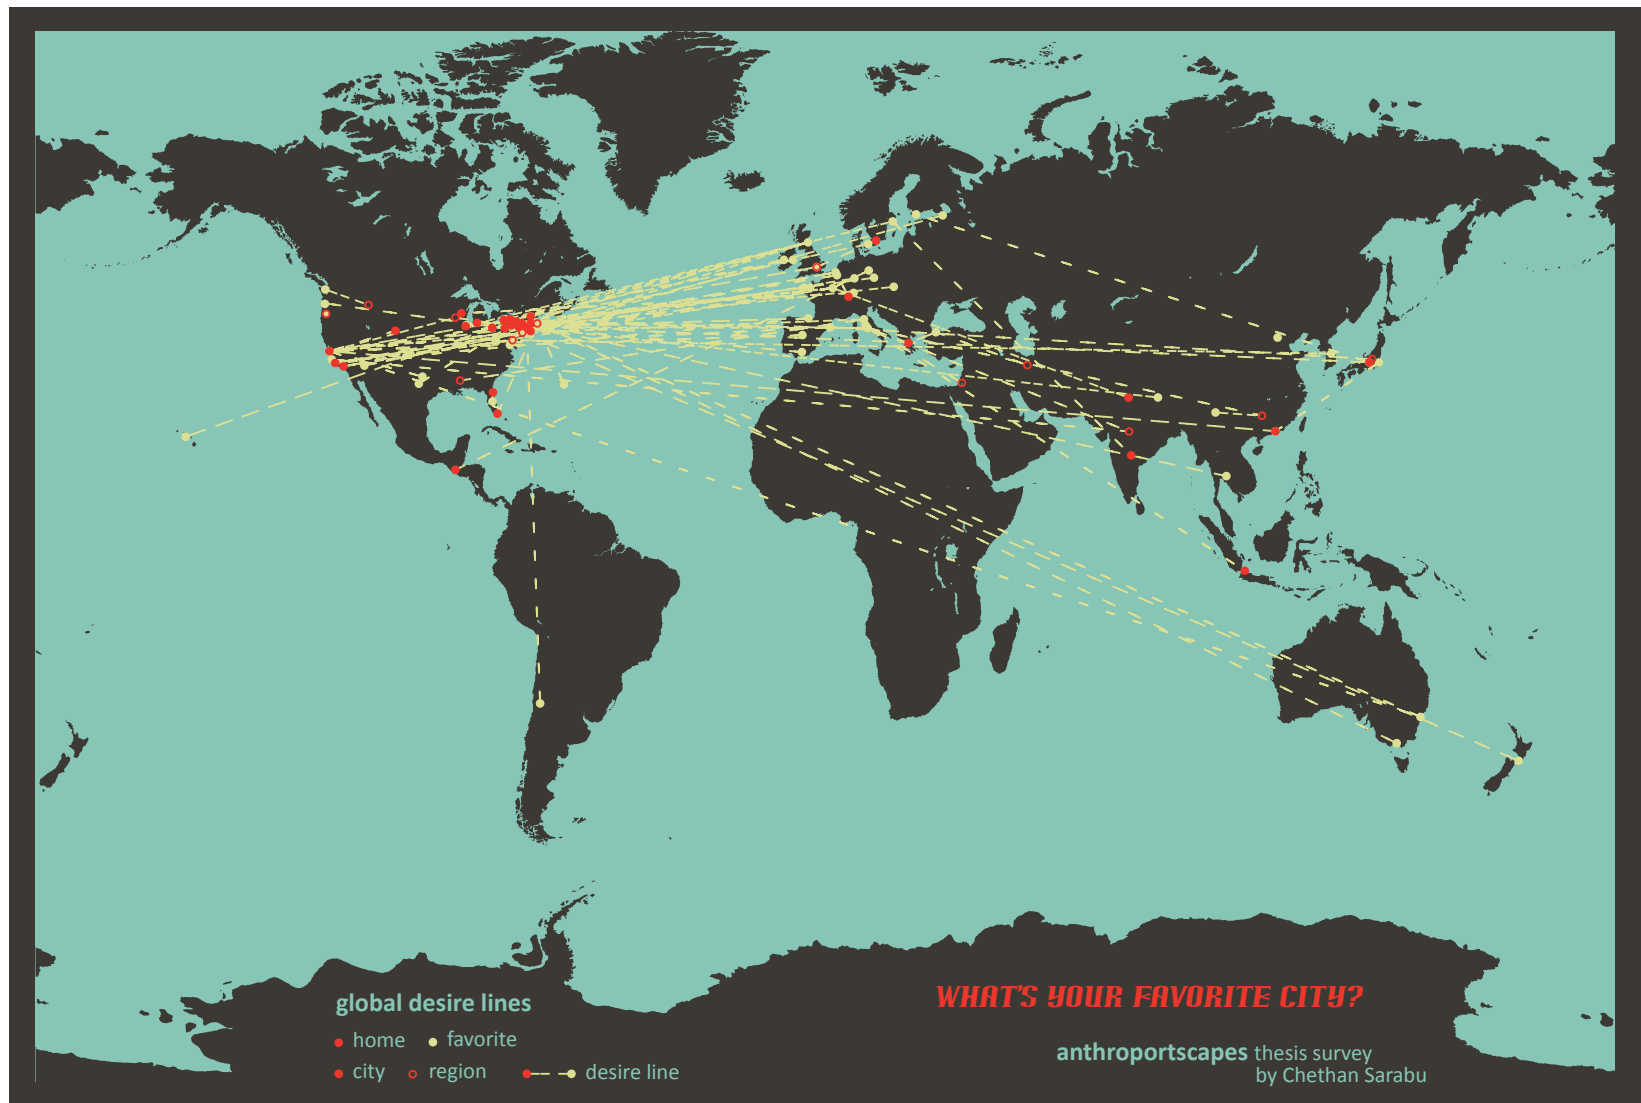 global desire lines
home favorite
city region desire line
WHAT'S YOUR FAVORITE CITY?
anthroportscapes thesis survey
by Chethan Sarabu